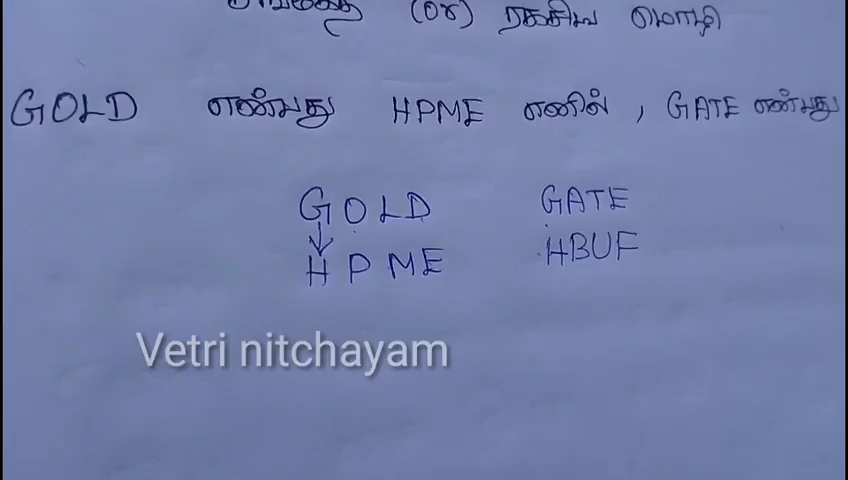 (or) ரகசிய மொழி
GOLD என்பது HPME எனில் , GATE என்பது
GOLD GATE
HPME HBUF
Vetri nitchayam